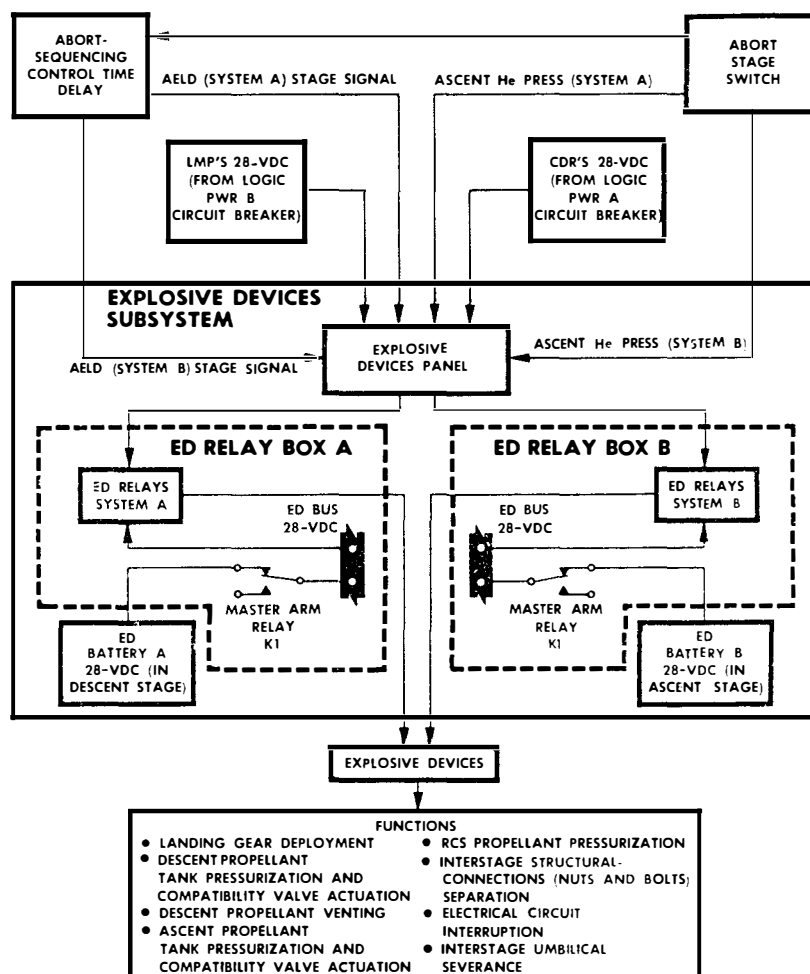 ABORT-
SEQUENCING
CONTROL TIME
DELAY
ABORT
STAGE
SWITCH
AELD (SYSTEM A) STAGE SIGNAL
ASCENT He PRESS (SYSTEM A)
LMP'S 28-VDC
(FROM LOGIC
PWR B
CIRCUIT BREAKER)
CDR'S 28-VDC
(FROM LOGIC
PWR A
CIRCUIT BREAKER)
EXPLOSIVE DEVICES
SUBSYSTEM
EXPLOSIVE
DEVICES PANEL
AELD (SYSTEM B) STAGE SIGNAL
ASCENT He PRESS (SYSTEM B)
ED RELAY BOX A
ED RELAYS
SYSTEM A
ED BUS
28-VDC
MASTER ARM
RELAY
K1
ED
BATTERY A
28-VDC (IN
DESCENT STAGE)
ED RELAY BOX B
ED RELAYS
SYSTEM B
ED BUS
28-VDC
MASTER ARM
RELAY
K1
ED
BATTERY B
28-VDC (IN
ASCENT STAGE)
EXPLOSIVE DEVICES
FUNCTIONS
• LANDING GEAR DEPLOYMENT
• DESCENT PROPELLANT
TANK PRESSURIZATION AND
COMPATIBILITY VALVE ACTUATION
• DESCENT PROPELLANT VENTING
• ASCENT PROPELLANT
TANK PRESSURIZATION AND
COMPATIBILITY VALVE ACTUATION
• RCS PROPELLANT PRESSURIZATION
• INTERSTAGE STRUCTURAL-
CONNECTIONS (NUTS AND BOLTS)
SEPARATION
• ELECTRICAL CIRCUIT
INTERRUPTION
• INTERSTAGE UMBILICAL
SEVERANCE